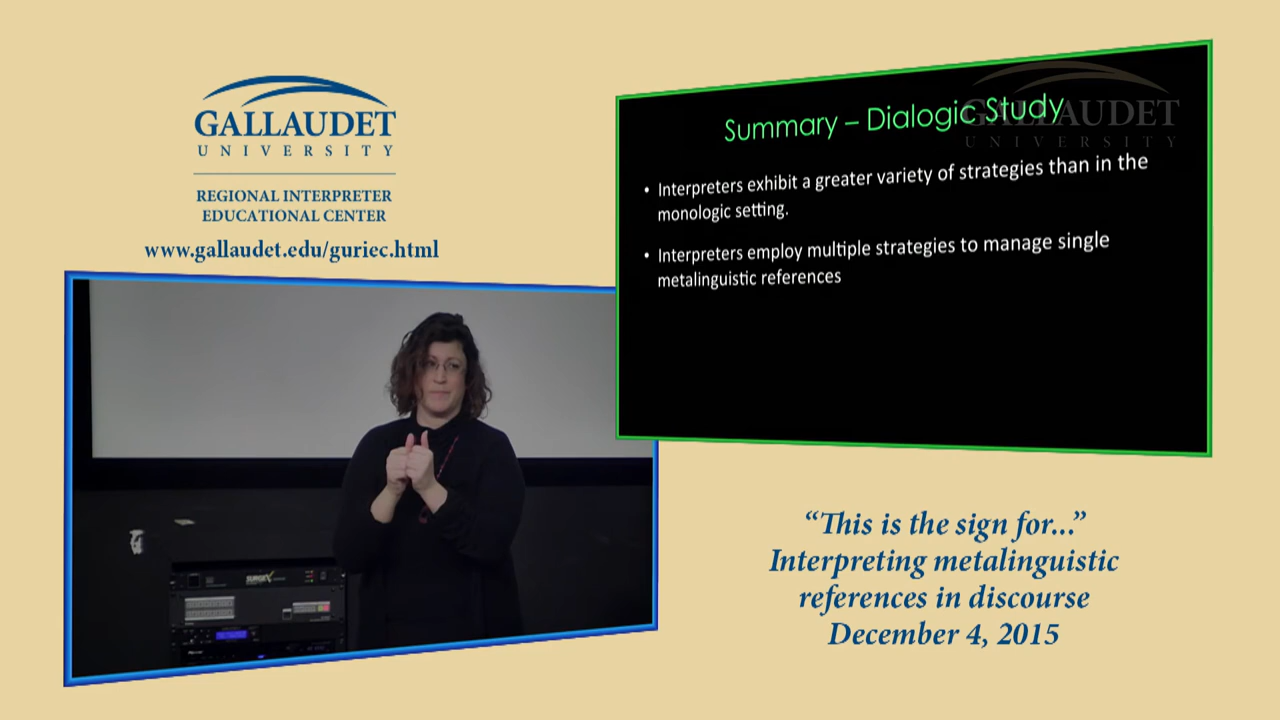 GALLAUDET
UNIVERSITY
REGIONAL INTERPRETER
EDUCATIONAL CENTER
www.gallaudet.edu/guriec.html
GALLAUDET
UNIVERSITY
Summary – Dialogic Study
• Interpreters exhibit a greater variety of strategies than in the
monologic setting.
• Interpreters employ multiple strategies to manage single
metalinguistic references
SURGEX
“This is the sign for...”
Interpreting metalinguistic
references in discourse
December 4, 2015